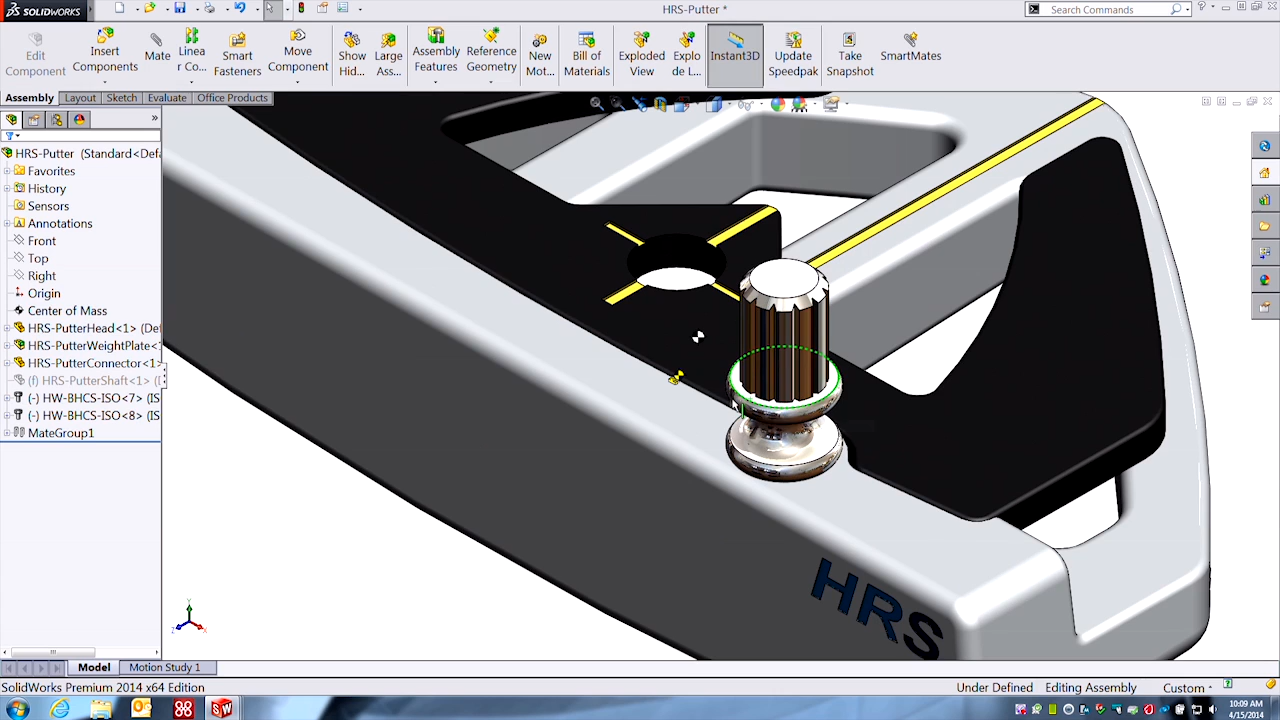 SOLIDWORKS
HRS-Putter *
Search Commands
Edit Component
Insert Components
Mate
Linea r Co...
Smart Fasteners
Move Component
Show Hid...
Large Ass...
Assembly Features
Reference Geometry
New Mot...
Bill of Materials
Exploded View
Explo de L...
Instant3D
Update Speedpak
Take Snapshot
SmartMates
Assembly Layout Sketch Evaluate Office Products
HRS-Putter (Standard<Defa
Favorites
History
Sensors
Annotations
Front
Top
Right
Origin
Center of Mass
HRS-PutterHead<1> (Def
HRS-PutterWeightPlate<
HRS-PutterConnector<1>
(f) HRS-PutterShaft<1> (D
(-) HW-BHCS-ISO<7> (IS
(-) HW-BHCS-ISO<8> (IS
MateGroup1
HRS
Y
Z X
Model Motion Study 1
SolidWorks Premium 2014 x64 Edition
Under Defined Editing Assembly Custom
10:09 AM
4/15/2014